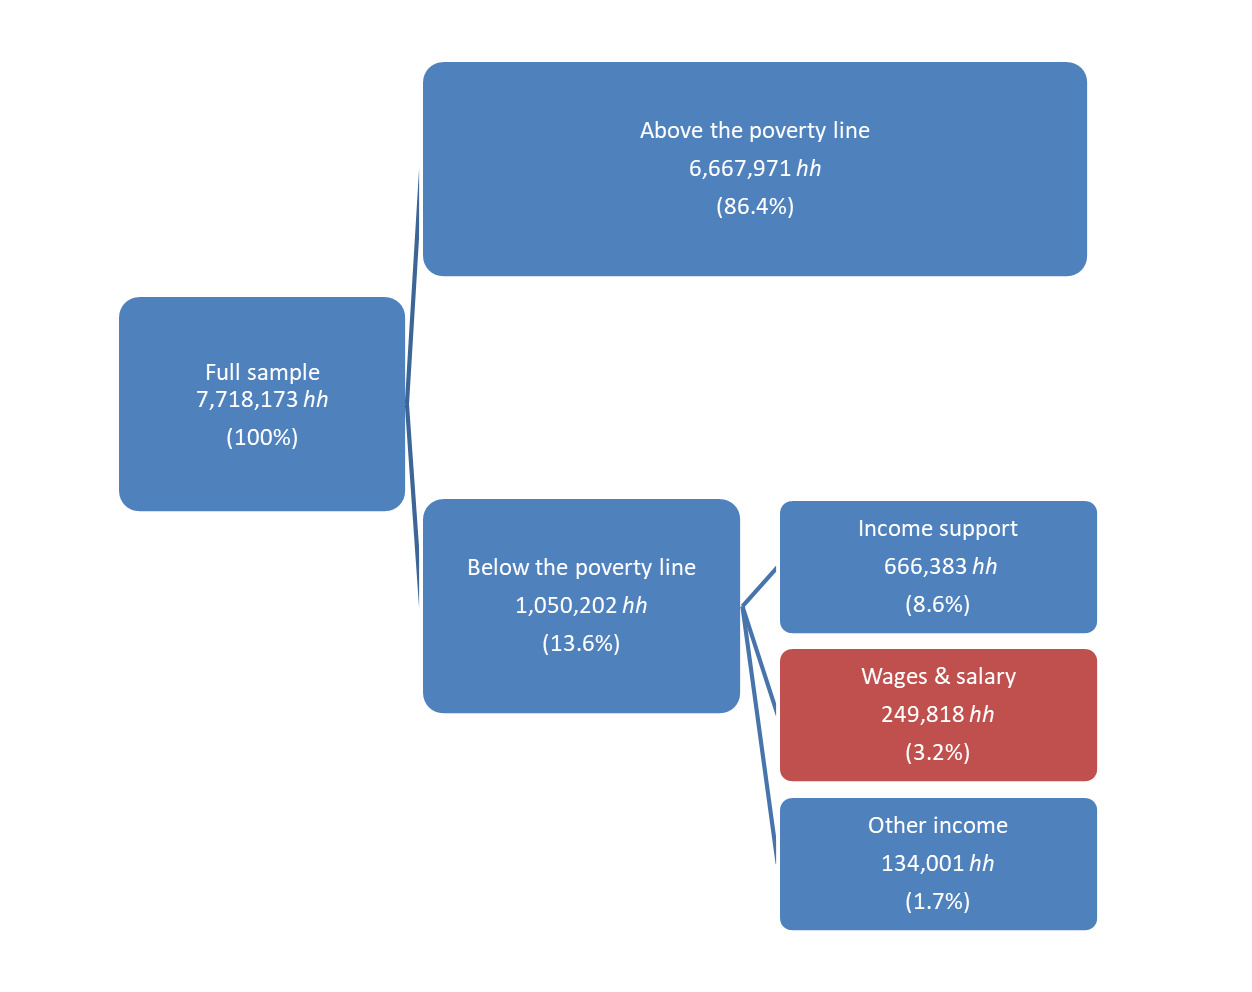 Above the poverty line
6,667,971 hh
(86.4%)
Full sample
7,718,173 hh
(100%)
Below the poverty line
1,050,202 hh
(13.6%)
Income support
666,383 hh
(8.6%)
Wages & salary
249,818 hh
(3.2%)
Other income
134,001 hh
(1.7%)